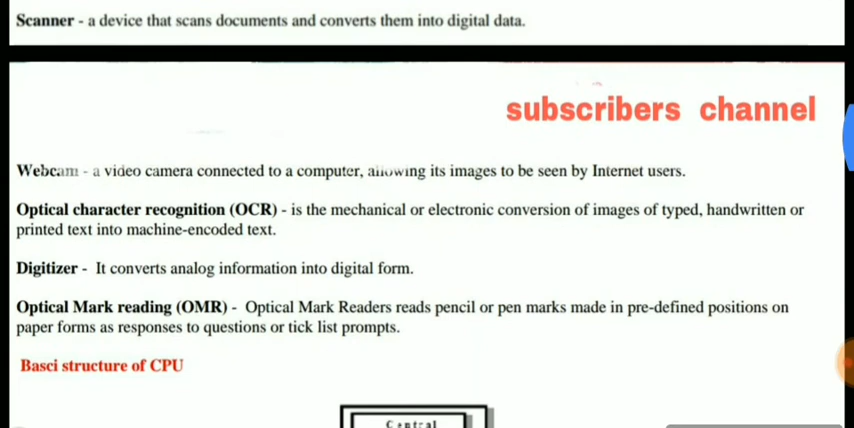 Scanner - a device that scans documents and converts them into digital data.
subscribers channel
Webcam - a video camera connected to a computer, allowing its images to be seen by Internet users.
Optical character recognition (OCR) - is the mechanical or electronic conversion of images of typed, handwritten or
printed text into machine-encoded text.
Digitizer - It converts analog information into digital form.
Optical Mark reading (OMR) - Optical Mark Readers reads pencil or pen marks made in pre-defined positions on
paper forms as responses to questions or tick list prompts.
Basci structure of CPU
Central